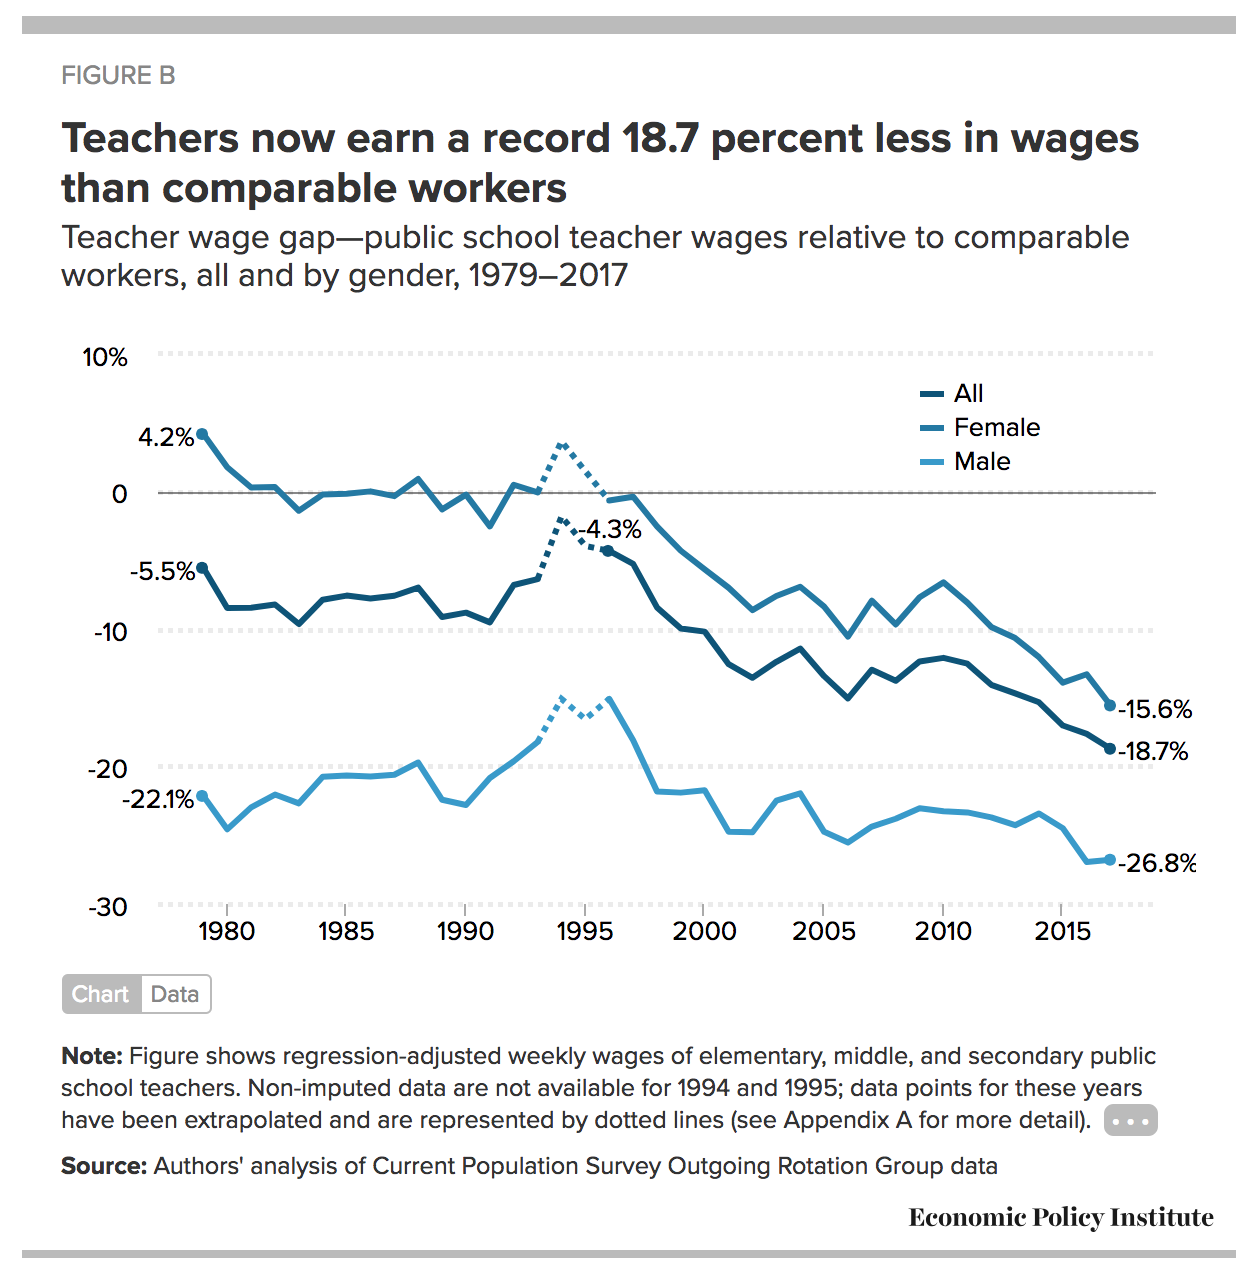 FIGURE B
Teachers now earn a record 18.7 percent less in wages
than comparable workers
Teacher wage gap—public school teacher wages relative to comparable
workers, all and by gender, 1979–2017
10%
All
Female
Male
4.2%
0
-4.3%
-5.5%
-10
-15.6%
-18.7%
-20
-22.1%
-26.8%
-30
1980 1985 1990 1995 2000 2005 2010 2015
Chart Data
Note: Figure shows regression-adjusted weekly wages of elementary, middle, and secondary public
school teachers. Non-imputed data are not available for 1994 and 1995; data points for these years
have been extrapolated and are represented by dotted lines (see Appendix A for more detail).
Source: Authors' analysis of Current Population Survey Outgoing Rotation Group data
Economic Policy Institute